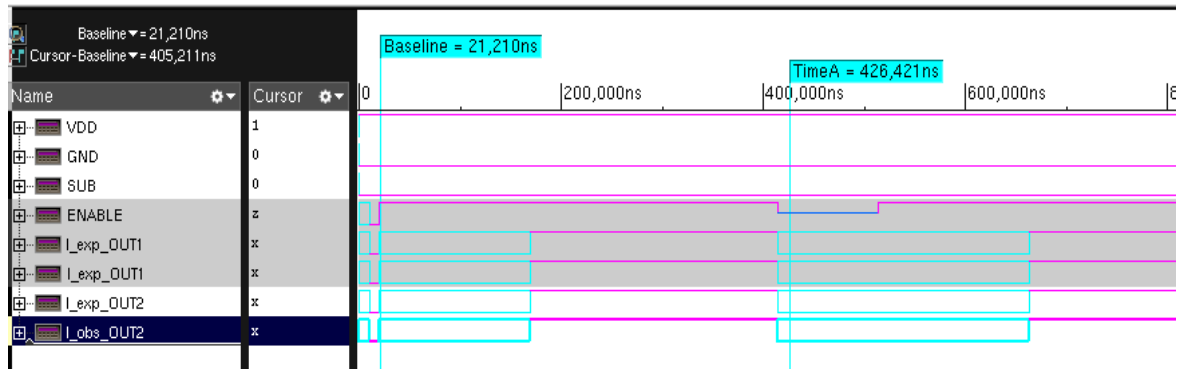 Baseline▼= 21,210ns
Cursor-Baseline▼= 405,211ns
Baseline = 21,210ns
TimeA = 426,421ns
Name Cursor 0 200,000ns 400,000ns 600,000ns
VDD 1
GND 0
SUB 0
ENABLE z
I_exp_OUT1 x
I_exp_OUT1 x
I_exp_OUT2 x
I_obs_OUT2 x